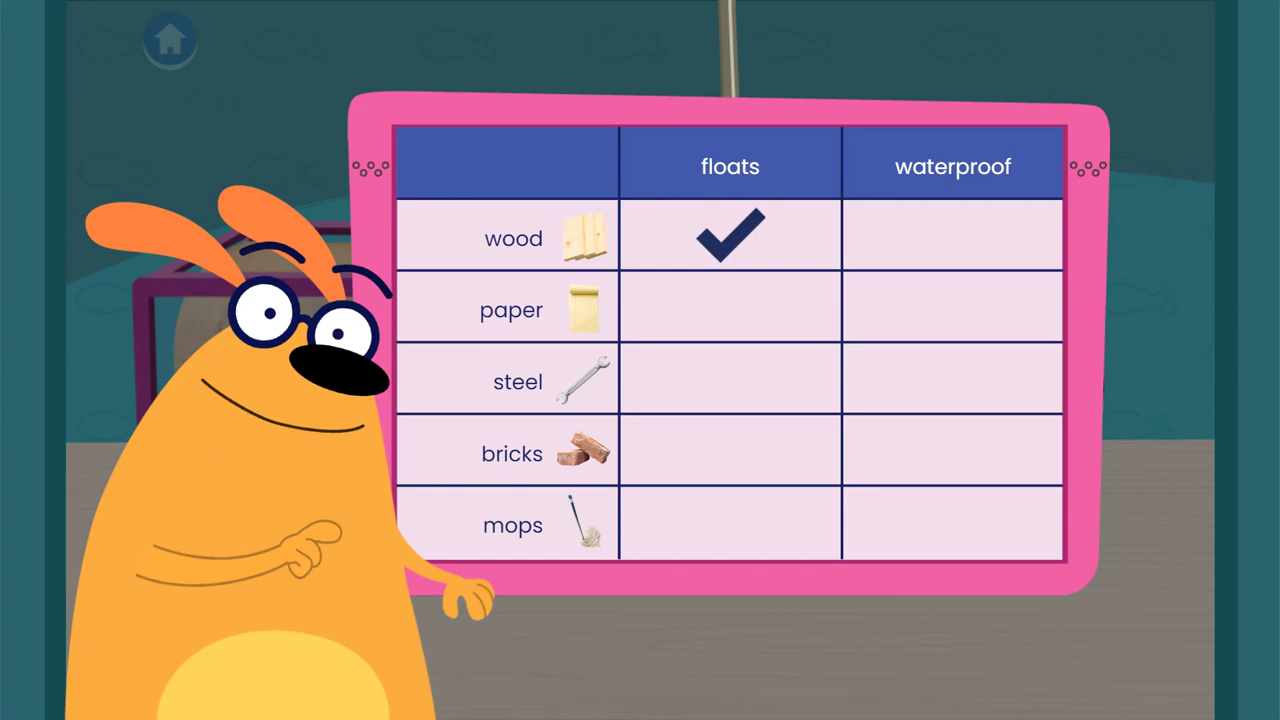 floats waterproof
wood
paper
steel
bricks
mops